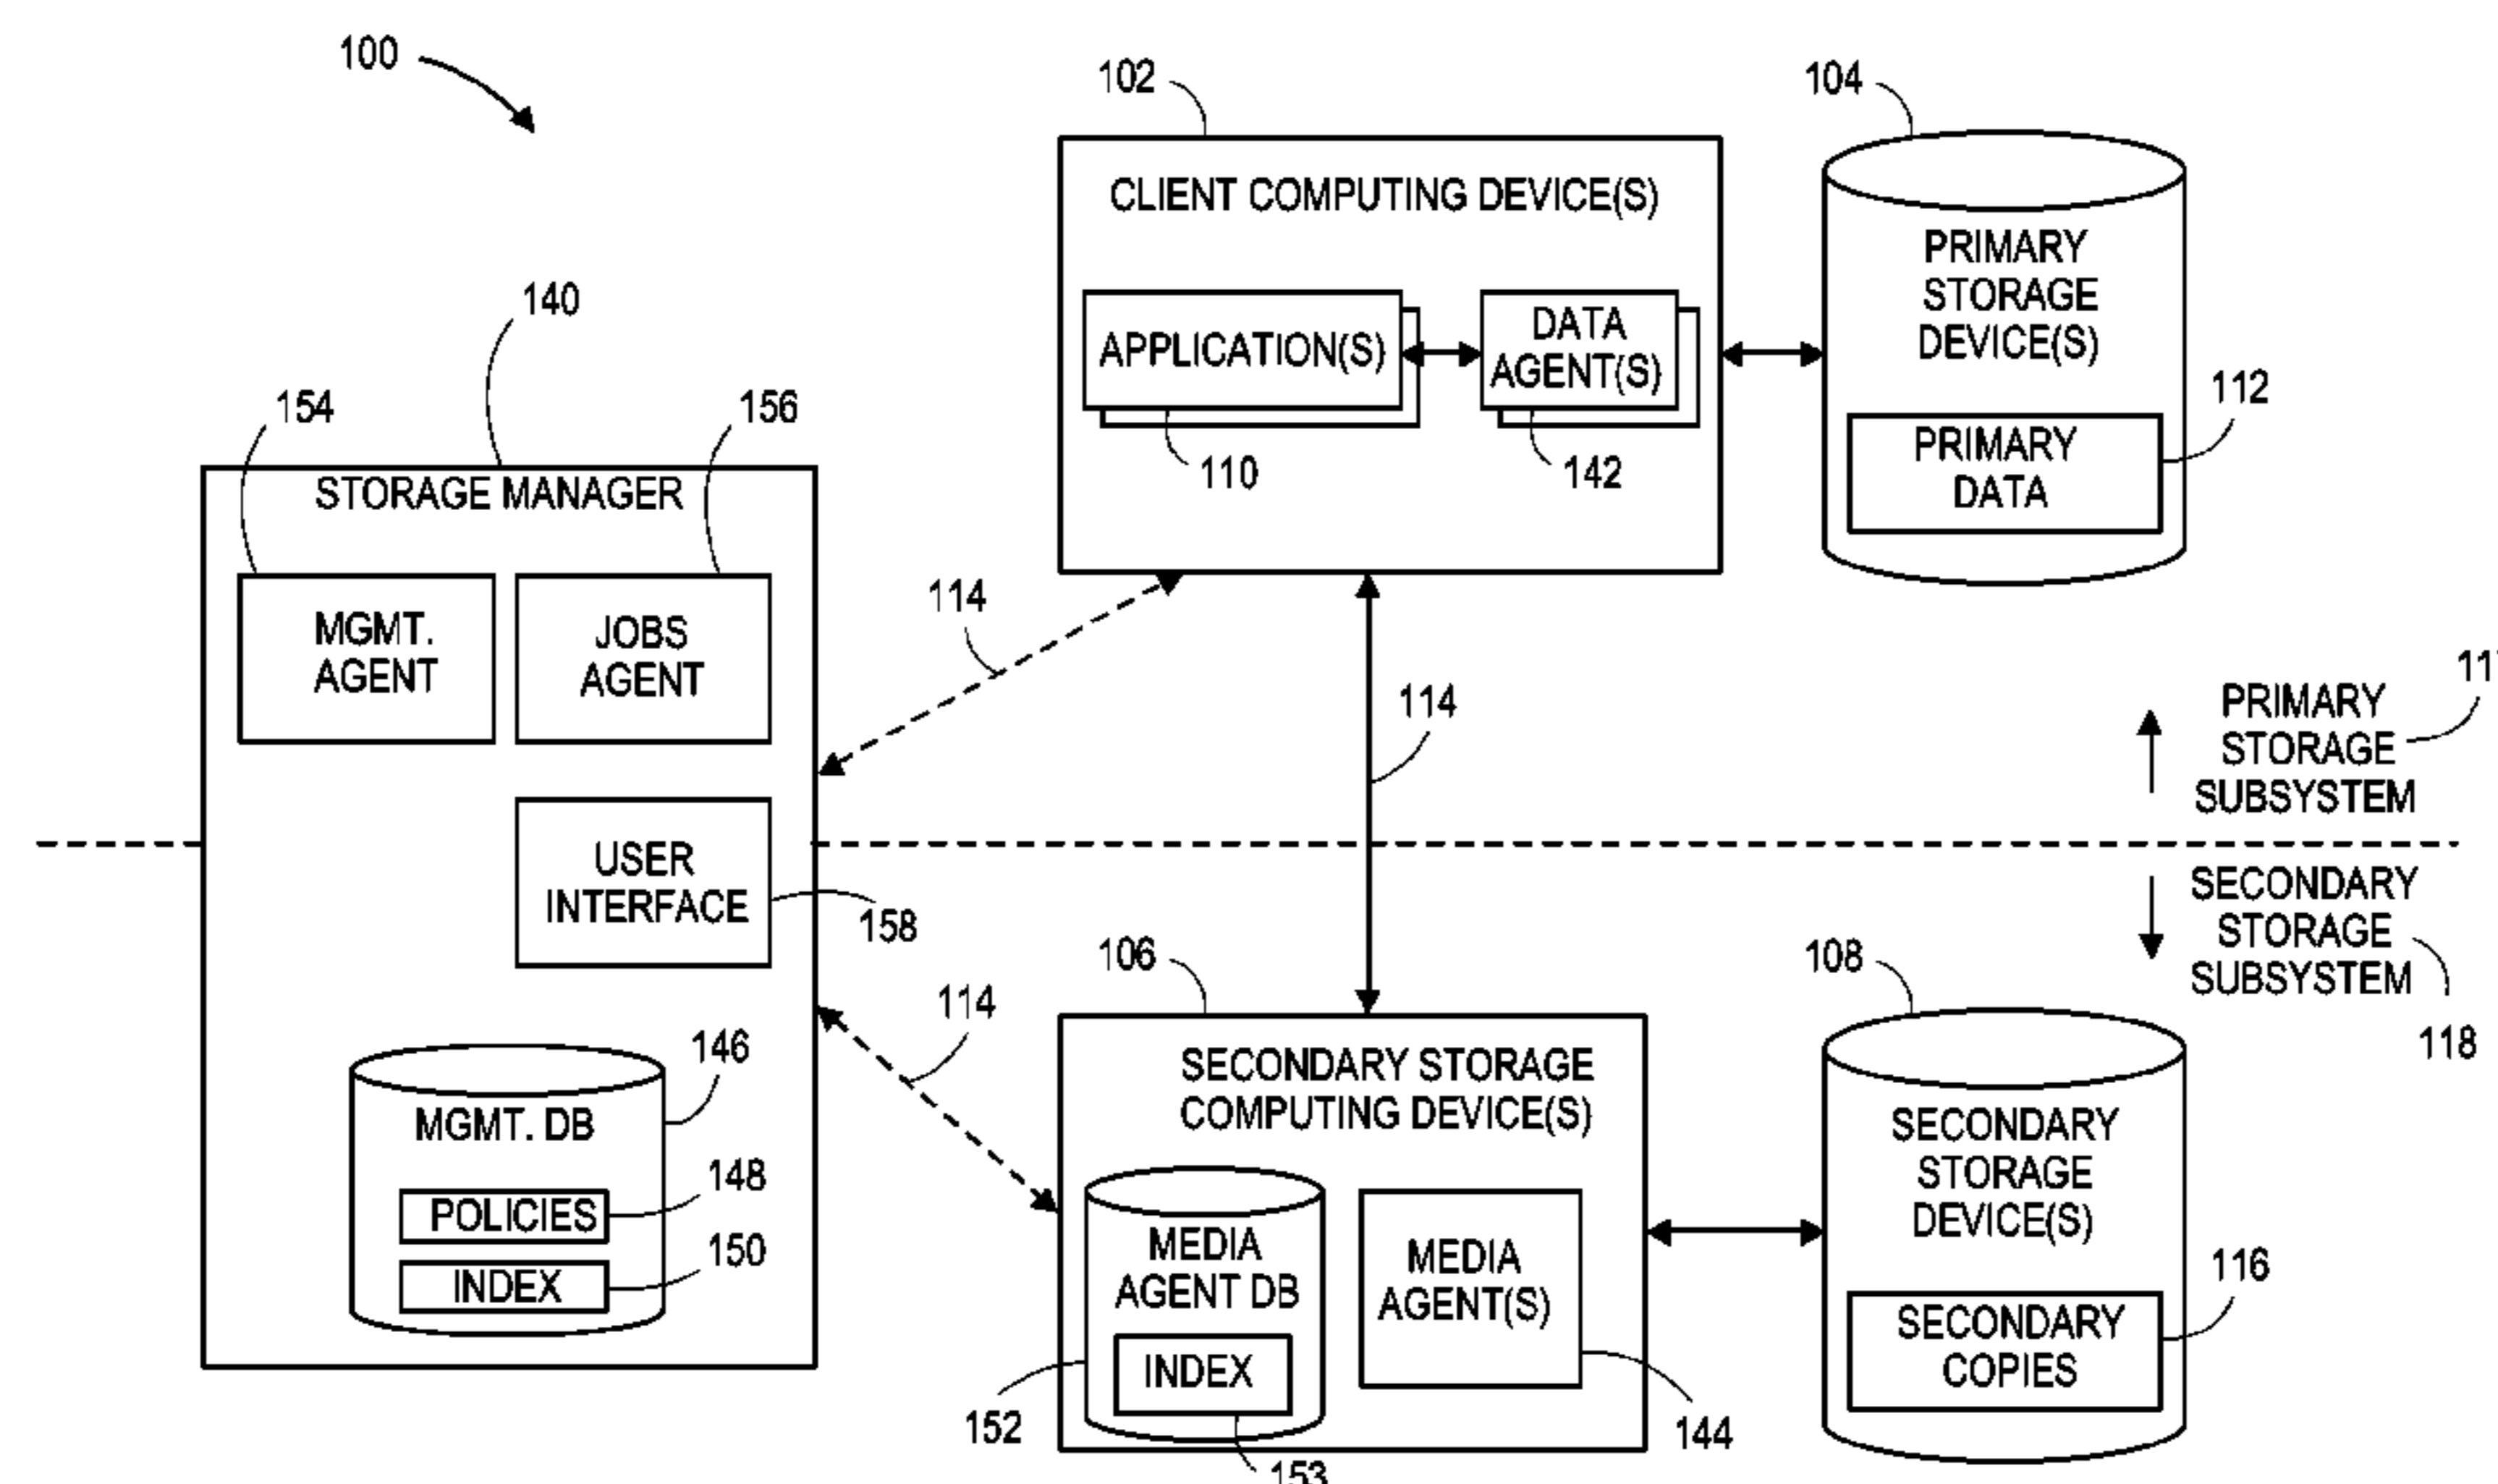 100
102
104
CLIENT COMPUTING DEVICE(S)
APPLICATION(S)
DATA
AGENT(S)
110
142
PRIMARY
STORAGE
DEVICE(S)
PRIMARY
DATA
112
140
154
156
STORAGE MANAGER
MGMT.
AGENT
JOBS
AGENT
USER
INTERFACE
158
114
114
114
PRIMARY
STORAGE
SUBSYSTEM
SECONDARY
STORAGE
SUBSYSTEM
118
146
MGMT. DB
POLICIES
148
INDEX
150
106
SECONDARY STORAGE
COMPUTING DEVICE(S)
MEDIA
AGENT DB
INDEX
152
153
MEDIA
AGENT(S)
144
108
SECONDARY
STORAGE
DEVICE(S)
SECONDARY
COPIES
116